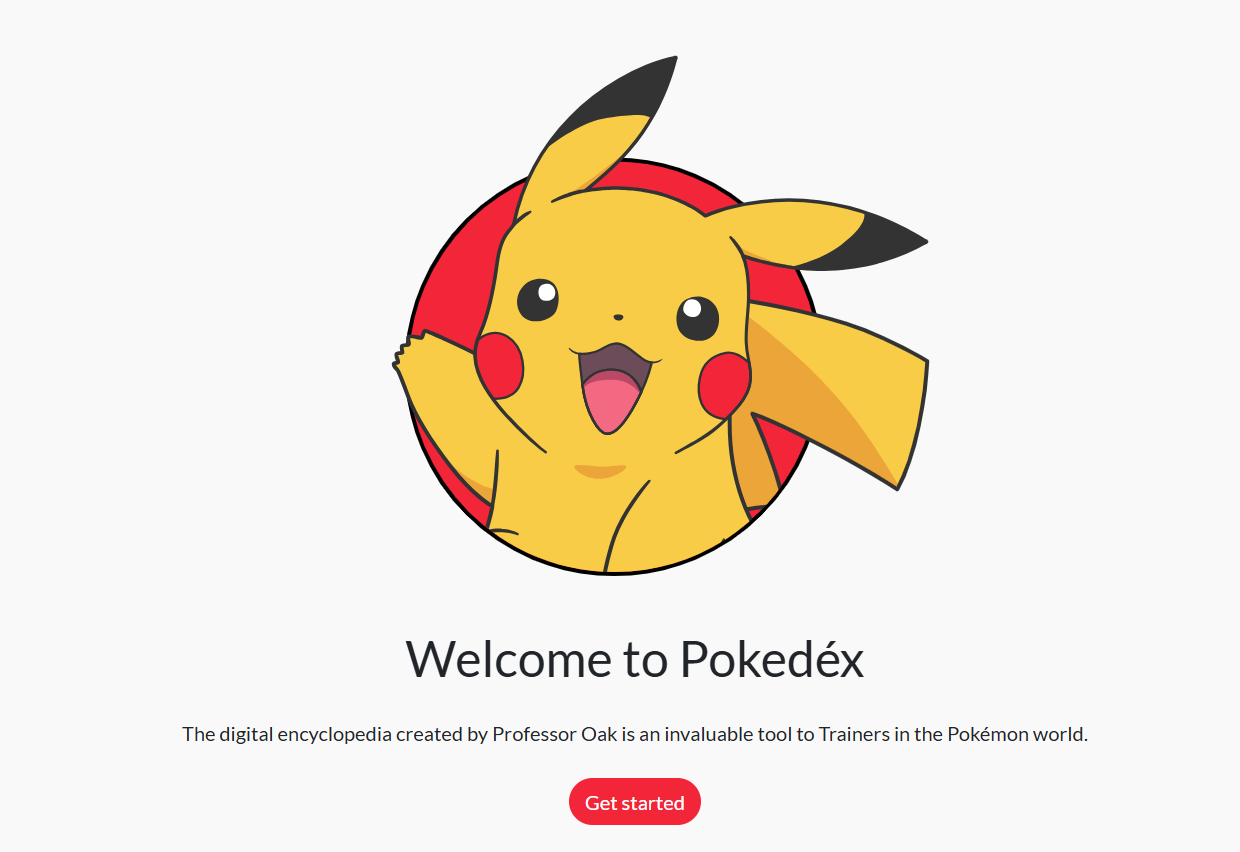 Welcome to Pokedéx
The digital encyclopedia created by Professor Oak is an invaluable tool to Trainers in the Pokémon world.
Get started